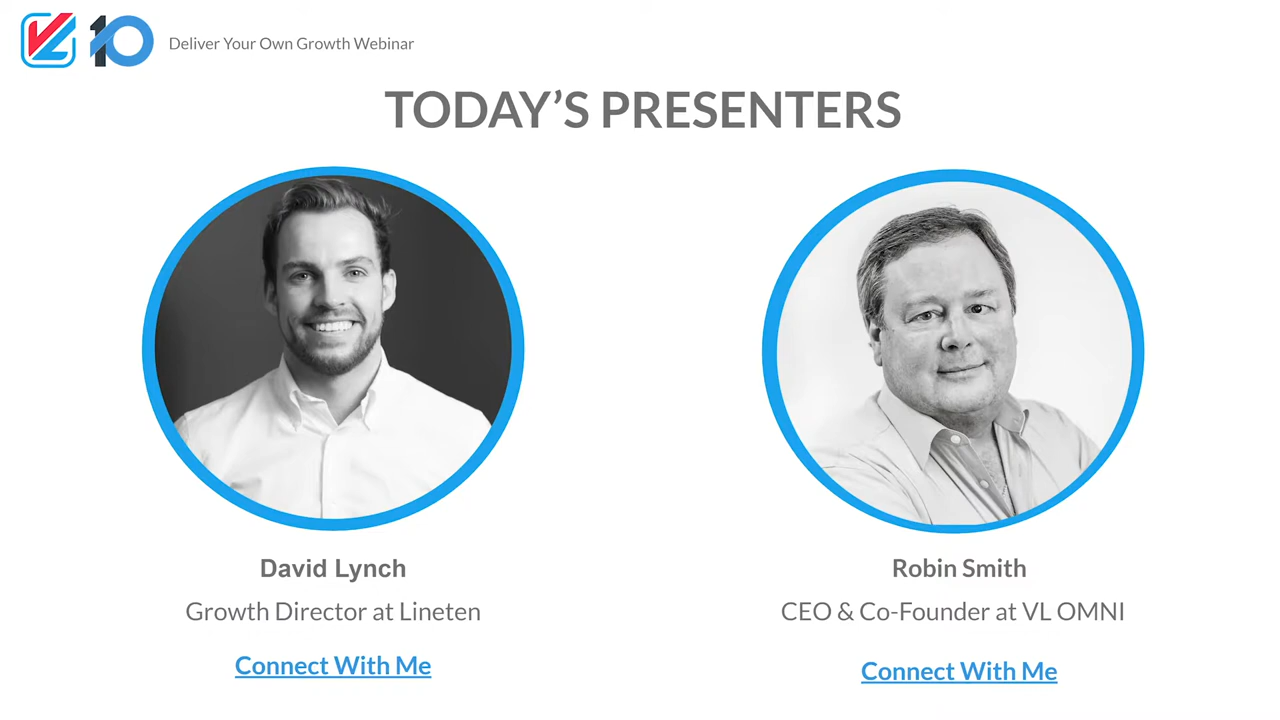 10
Deliver Your Own Growth Webinar
TODAY’S PRESENTERS
David Lynch
Growth Director at Lineten
Connect With Me
Robin Smith
CEO & Co-Founder at VL OMNI
Connect With Me